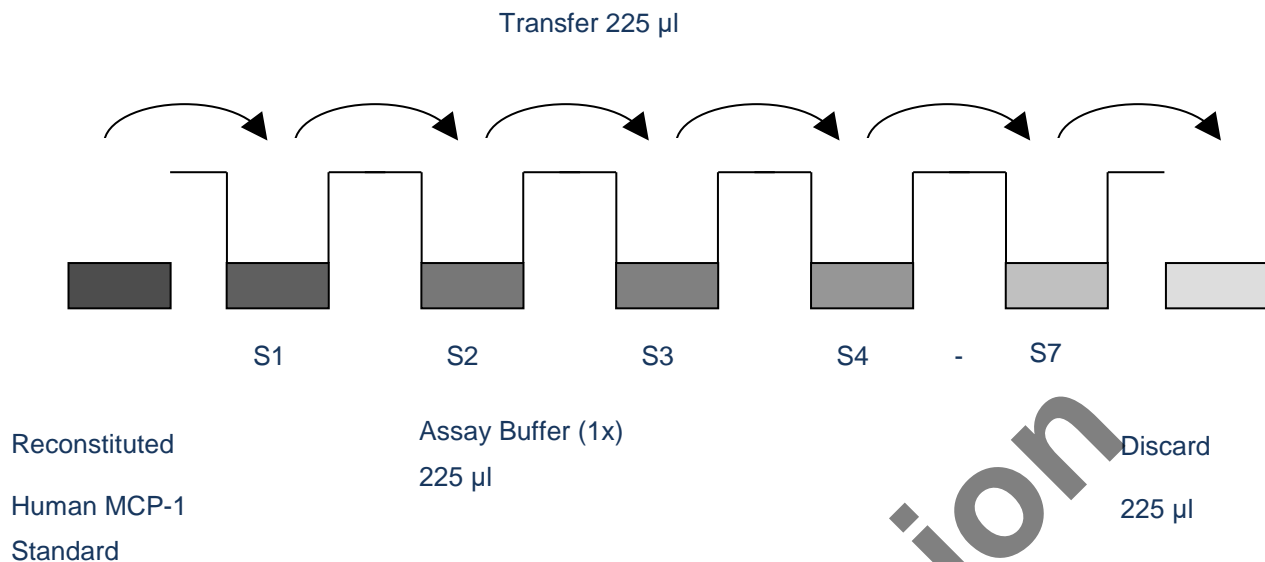 Transfer 225 µl
S1 S2 S3 S4 - S7
Reconstituted
Human MCP-1
Standard
Assay Buffer (1x)
225 µl
Discard
225 µl
ion